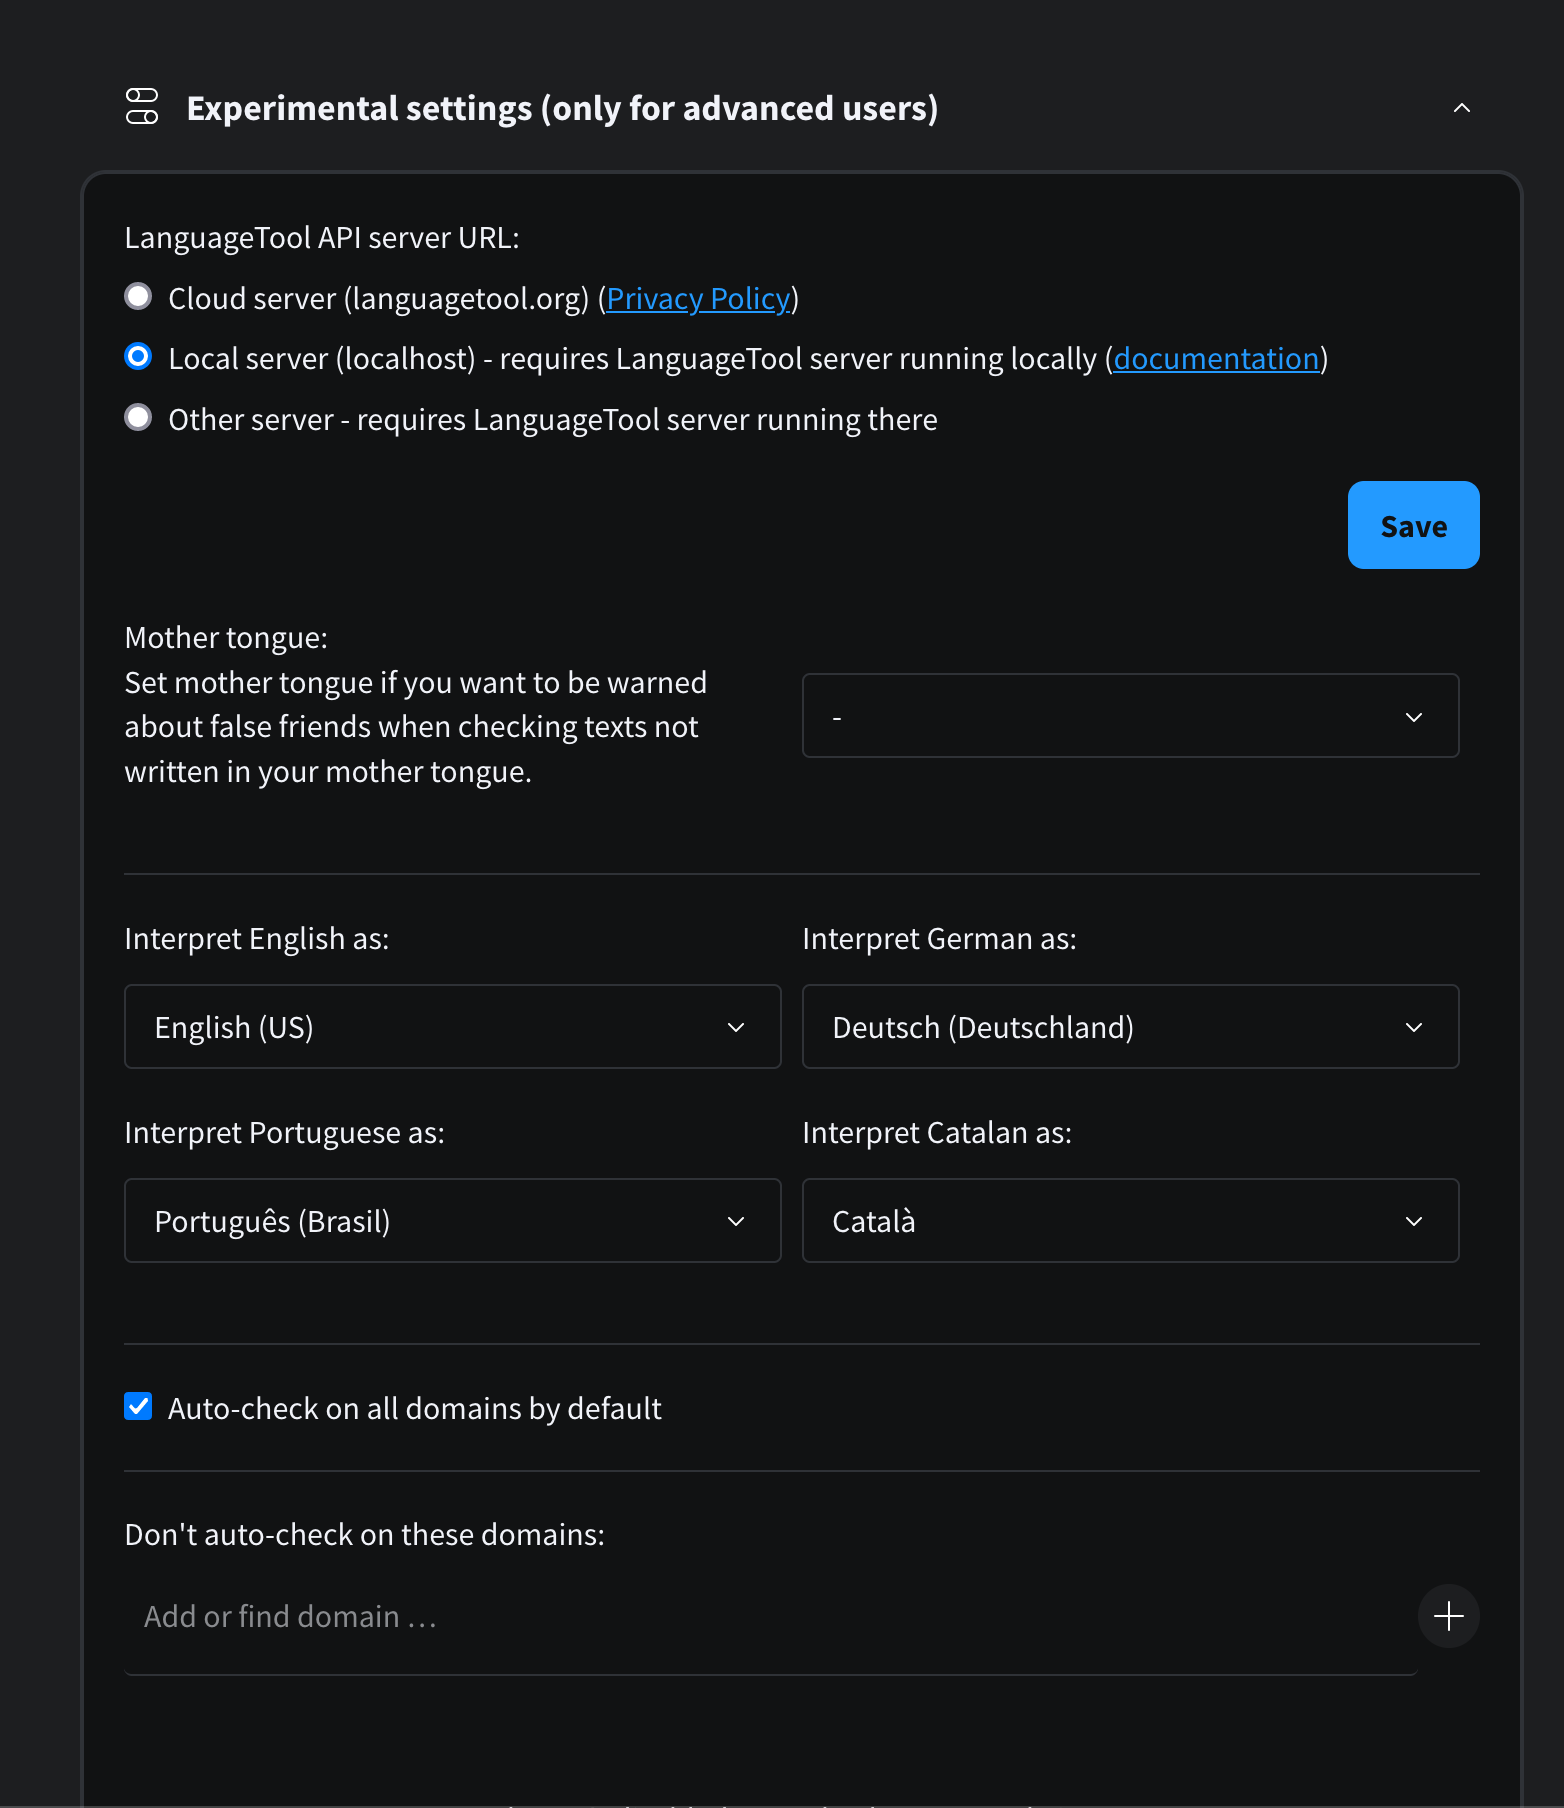 Experimental settings (only for advanced users)
LanguageTool API server URL:
Cloud server (languagetool.org) (Privacy Policy)
Local server (localhost) - requires LanguageTool server running locally (documentation)
Other server - requires LanguageTool server running there
Save
Mother tongue:
Set mother tongue if you want to be warned
about false friends when checking texts not
written in your mother tongue.
-
Interpret English as:
Interpret German as:
English (US)
Deutsch (Deutschland)
Interpret Portuguese as:
Interpret Catalan as:
Português (Brasil)
Català
Auto-check on all domains by default
Don't auto-check on these domains:
Add or find domain …